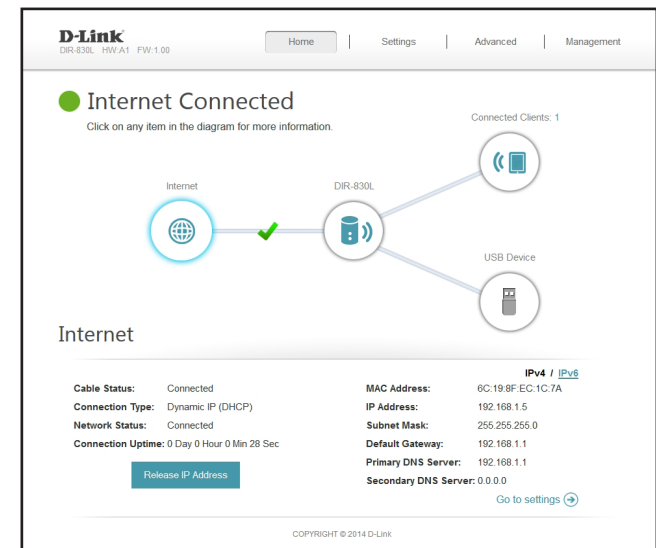 D-Link
DIR-830L HW:A1 FW:1.00
Home Settings Advanced Management
Internet Connected
Click on any item in the diagram for more information.
Connected Clients: 1
Internet
DIR-830L
USB Device
Internet
IPv4 / IPv6
Cable Status: Connected
MAC Address: 6C:19:8F:EC:1C:7A
Connection Type: Dynamic IP (DHCP)
IP Address: 192.168.1.5
Network Status: Connected
Subnet Mask: 255.255.255.0
Connection Uptime: 0 Day 0 Hour 0 Min 28 Sec
Default Gateway: 192.168.1.1
Primary DNS Server: 192.168.1.1
Release IP Address
Secondary DNS Server: 0.0.0.0
Go to settings
COPYRIGHT © 2014 D-Link